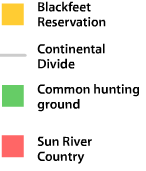 Blackfeet
Reservation
Continental
Divide
Common hunting
ground
Sun River
Country